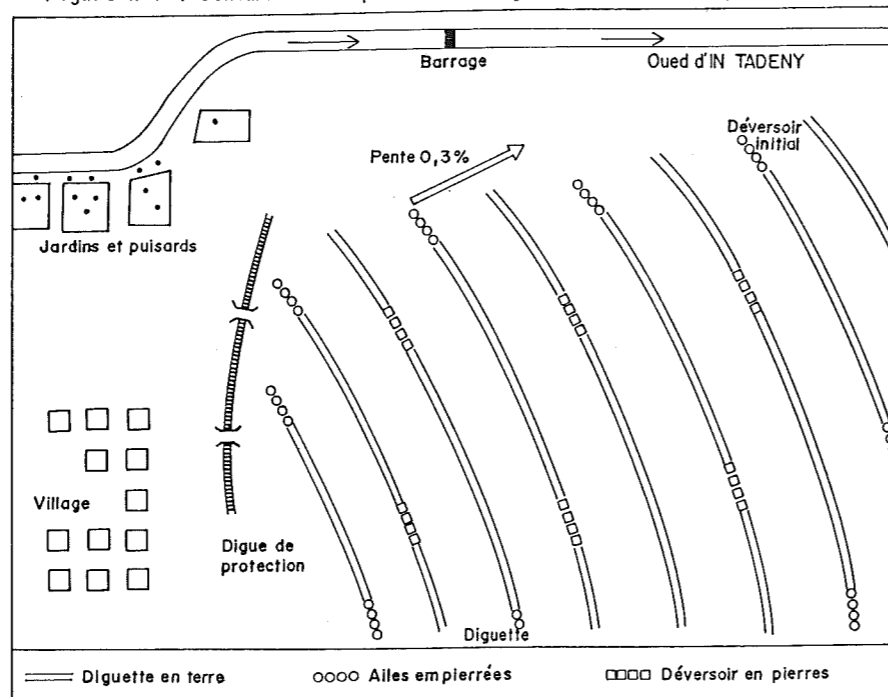 Barrage
Oued d'IN TADENY
Déversoir
initial
Pente 0,3%
Jardins et puisards
Village
Digue de
protection
Diguette
Diguette en terre
Ailes empierrées
Déversoir en pierres